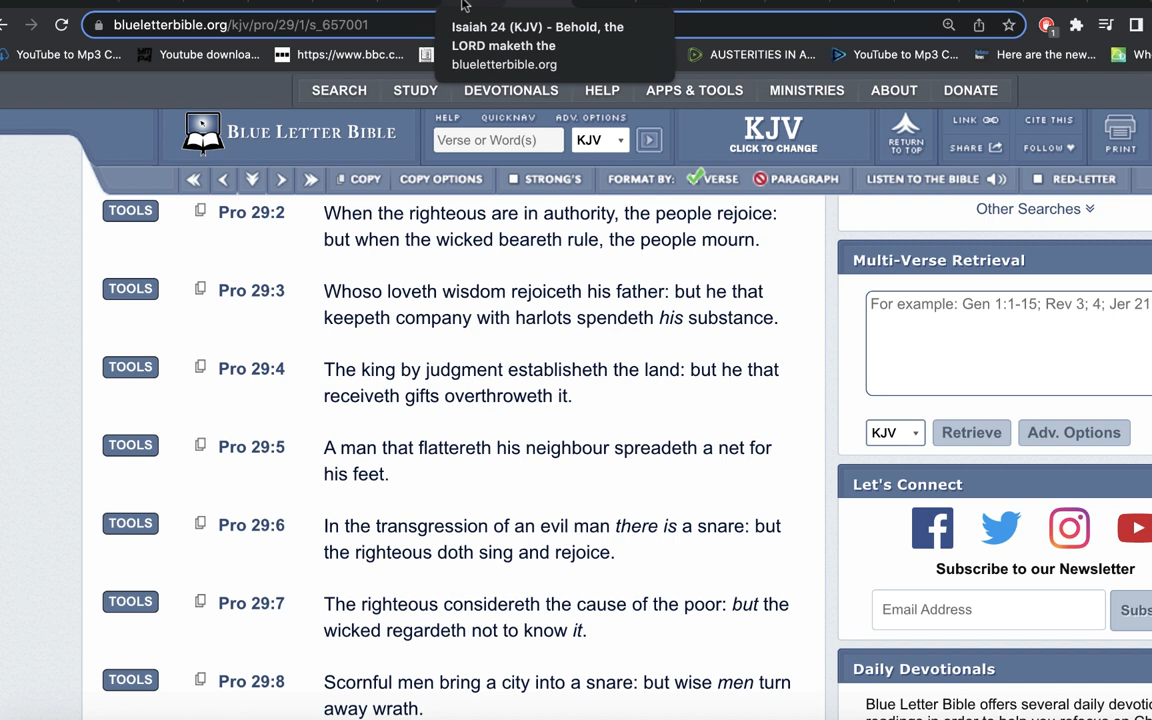 blueletterbible.org/kjv/pro/29/1/s_657001
Isaiah 24 (KJV) - Behold, the
LORD maketh the
blueletterbible.org
1
YouTube to Mp3 C...
Youtube downloa...
https://www.bbc.c...
AUSTERITIES IN A...
YouTube to Mp3 C...
Here are the new...
Wh
SEARCH
STUDY
DEVOTIONALS
HELP
APPS & TOOLS
MINISTRIES
ABOUT
DONATE
BLUE LETTER BIBLE
HELP QUICKNAV ADV. OPTIONS
Verse or Word(s)
KJV
KJV
CLICK TO CHANGE
RETURN
TO TOP
LINK
SHARE
CITE THIS
FOLLOW
PRINT
COPY
COPY OPTIONS
STRONG'S
FORMAT BY:
VERSE
PARAGRAPH
LISTEN TO THE BIBLE
RED-LETTER
TOOLS
Pro 29:2
When the righteous are in authority, the people rejoice:
but when the wicked beareth rule, the people mourn.
TOOLS
Pro 29:3
Whoso loveth wisdom rejoiceth his father: but he that
keepeth company with harlots spendeth his substance.
TOOLS
Pro 29:4
The king by judgment establisheth the land: but he that
receiveth gifts overthroweth it.
TOOLS
Pro 29:5
A man that flattereth his neighbour spreadeth a net for
his feet.
TOOLS
Pro 29:6
In the transgression of an evil man there is a snare: but
the righteous doth sing and rejoice.
TOOLS
Pro 29:7
The righteous considereth the cause of the poor: but the
wicked regardeth not to know it.
TOOLS
Pro 29:8
Scornful men bring a city into a snare: but wise men turn
away wrath.
Other Searches
Multi-Verse Retrieval
For example: Gen 1:1-15; Rev 3; 4; Jer 21
KJV
Retrieve
Adv. Options
Let's Connect
Subscribe to our Newsletter
Email Address
Subs
Daily Devotionals
Blue Letter Bible offers several daily devotio